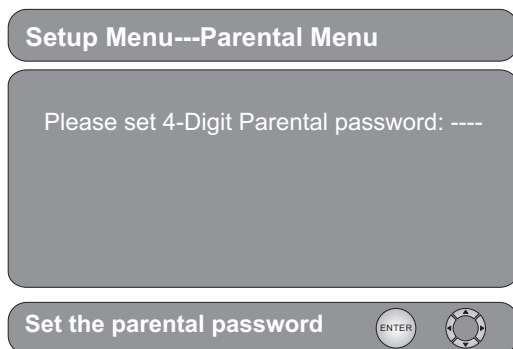 Setup Menu---Parental Menu
Please set 4-Digit Parental password: ----
Set the parental password
ENTER